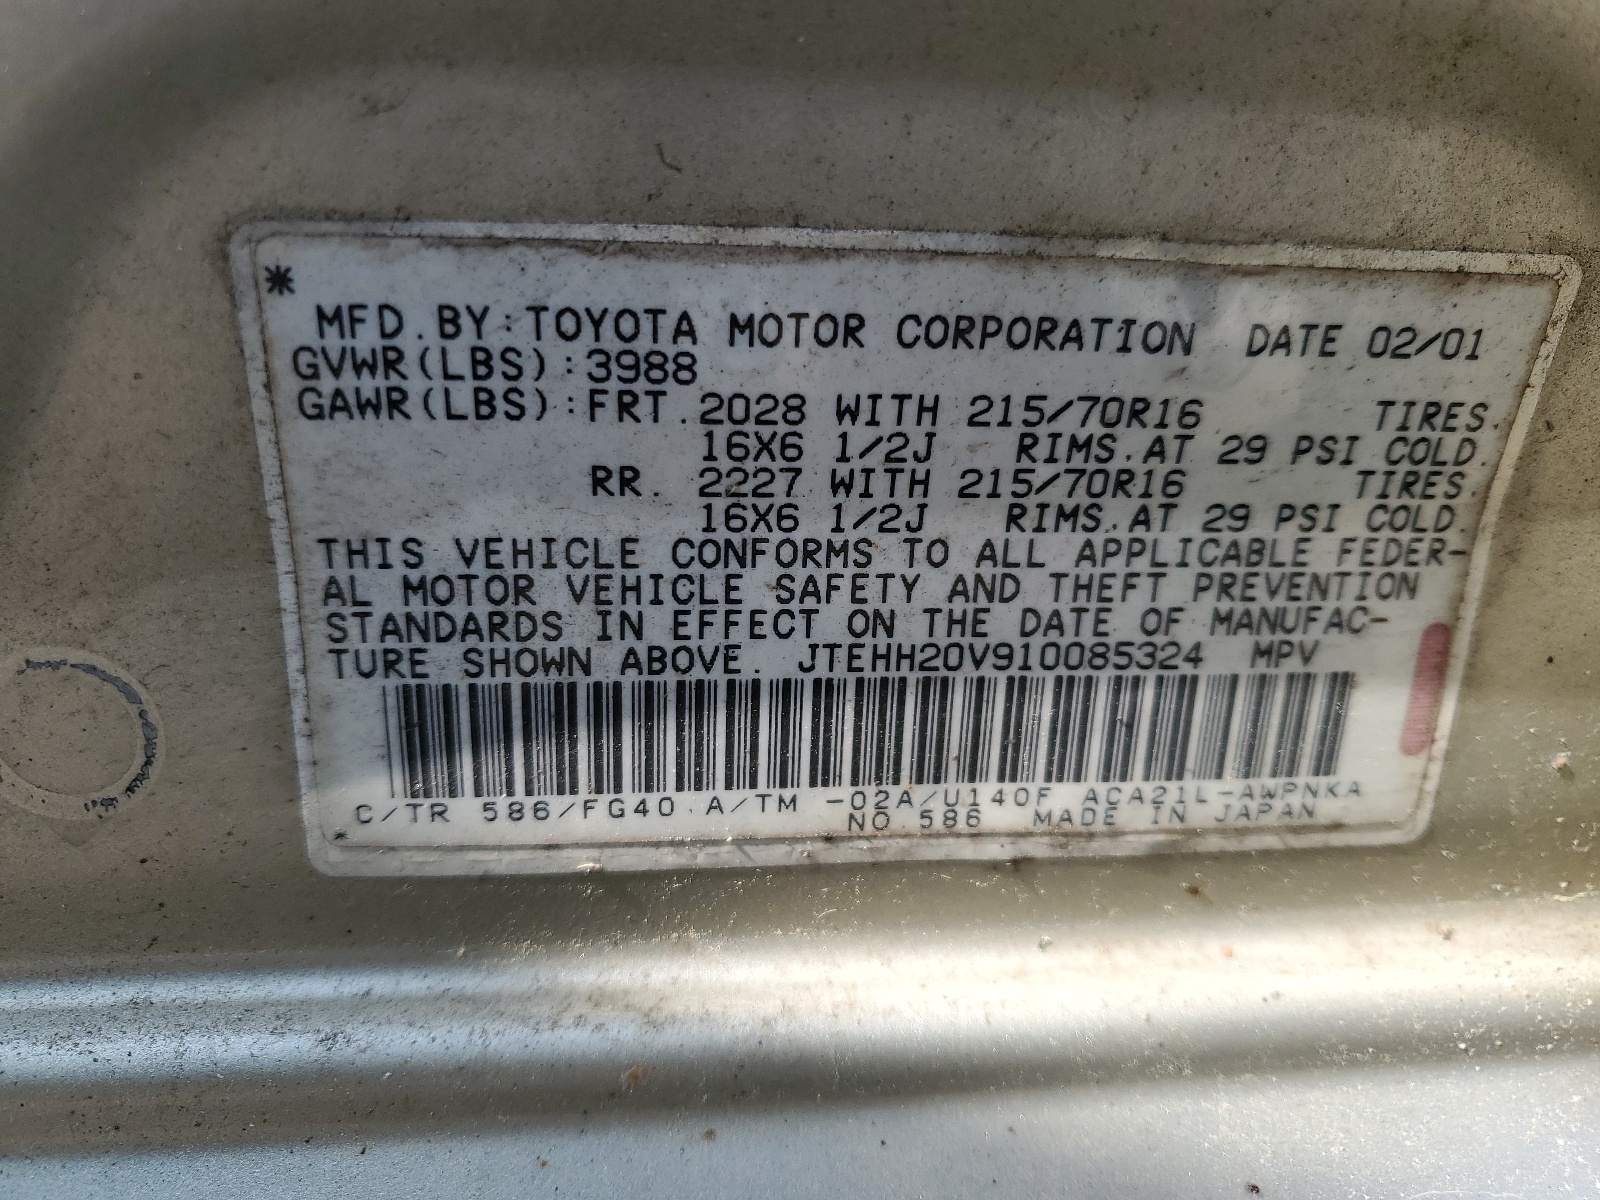 *
MFD.BY:TOYOTA MOTOR CORPORATION DATE 02/01
GVWR(LBS):3988
GAWR(LBS):FRT.2028 WITH 215/70R16 TIRES.
16X6 1/2J RIMS.AT 29 PSI COLD.
RR. 2227 WITH 215/70R16 TIRES.
16X6 1/2J RIMS.AT 29 PSI COLD.
THIS VEHICLE CONFORMS TO ALL APPLICABLE FEDER-
AL MOTOR VEHICLE SAFETY AND THEFT PREVENTION
STANDARDS IN EFFECT ON THE DATE OF MANUFAC-
TURE SHOWN ABOVE. JTEHH20V910085324 MPV
C/TR 586/FG40 A/TM -02A/U140F ACA21L-AWPNKA
* NO.586 MADE IN JAPAN